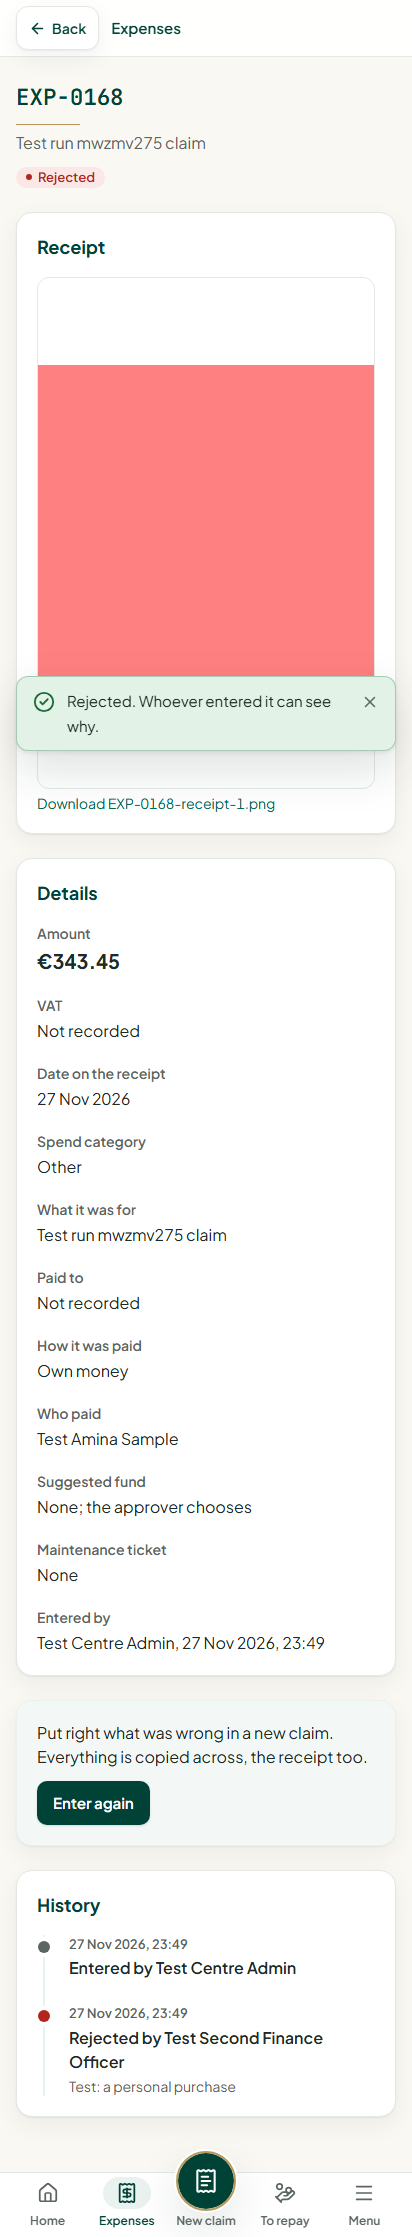 Back
Expenses
EXP-0168
Test run mwzmv275 claim
Rejected
Receipt
Rejected. Whoever entered it can see
why.
Download EXP-0168-receipt-1.png
Details
Amount
€343.45
VAT
Not recorded
Date on the receipt
27 Nov 2026
Spend category
Other
What it was for
Test run mwzmv275 claim
Paid to
Not recorded
How it was paid
Own money
Who paid
Test Amina Sample
Suggested fund
None; the approver chooses
Maintenance ticket
None
Entered by
Test Centre Admin, 27 Nov 2026, 23:49
Put right what was wrong in a new claim.
Everything is copied across, the receipt too.
Enter again
History
27 Nov 2026, 23:49
Entered by Test Centre Admin
27 Nov 2026, 23:49
Rejected by Test Second Finance
Officer
Test: a personal purchase
Home
Expenses
New claim
To repay
Menu